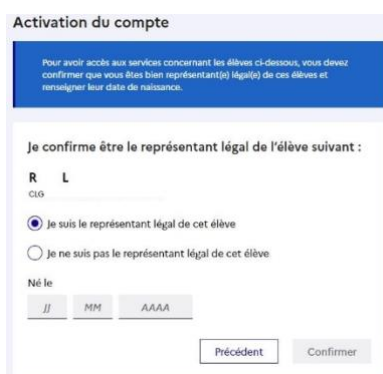 Activation du compte
Pour avoir accès aux services concernant les élèves ci-dessous, vous devez
confirmer que vous êtes bien représentant(e) légal(e) de ces élèves et
renseigner leur date de naissance.
Je confirme être le représentant légal de l'élève suivant :
R L
CLG
Je suis le représentant légal de cet élève
Je ne suis pas le représentant légal de cet élève
Né le
JJ MM AAAA
Précédent Confirmer